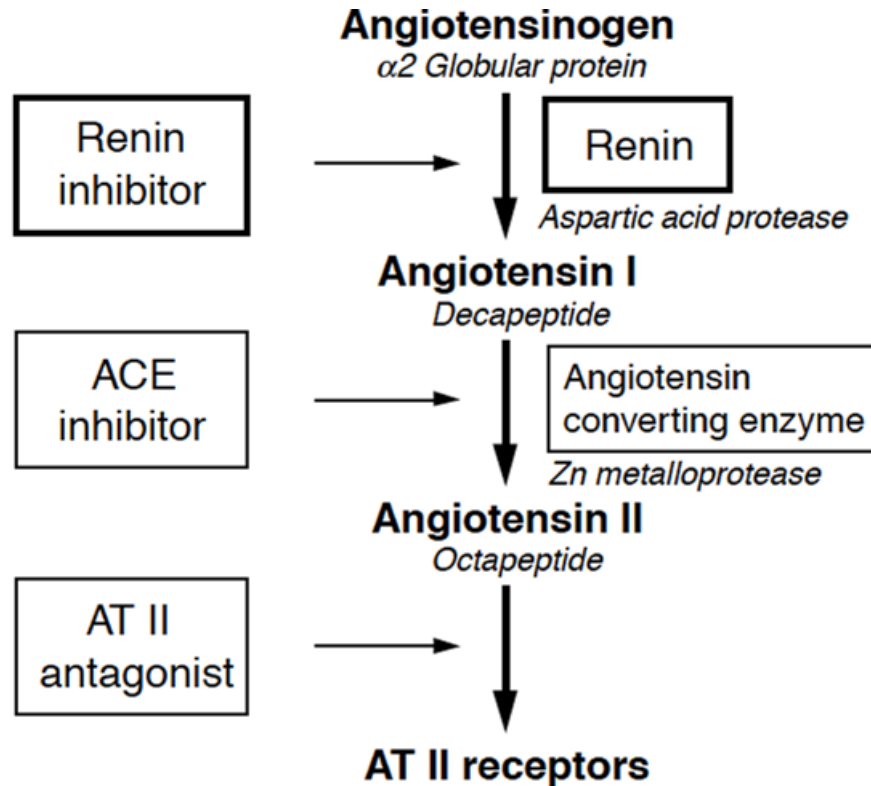 Angiotensinogen
α2 Globular protein
Renin
inhibitor
Renin
Aspartic acid protease
Angiotensin I
Decapeptide
ACE
inhibitor
Angiotensin
converting enzyme
Zn metalloprotease
Angiotensin II
Octapeptide
AT II
antagonist
AT II receptors